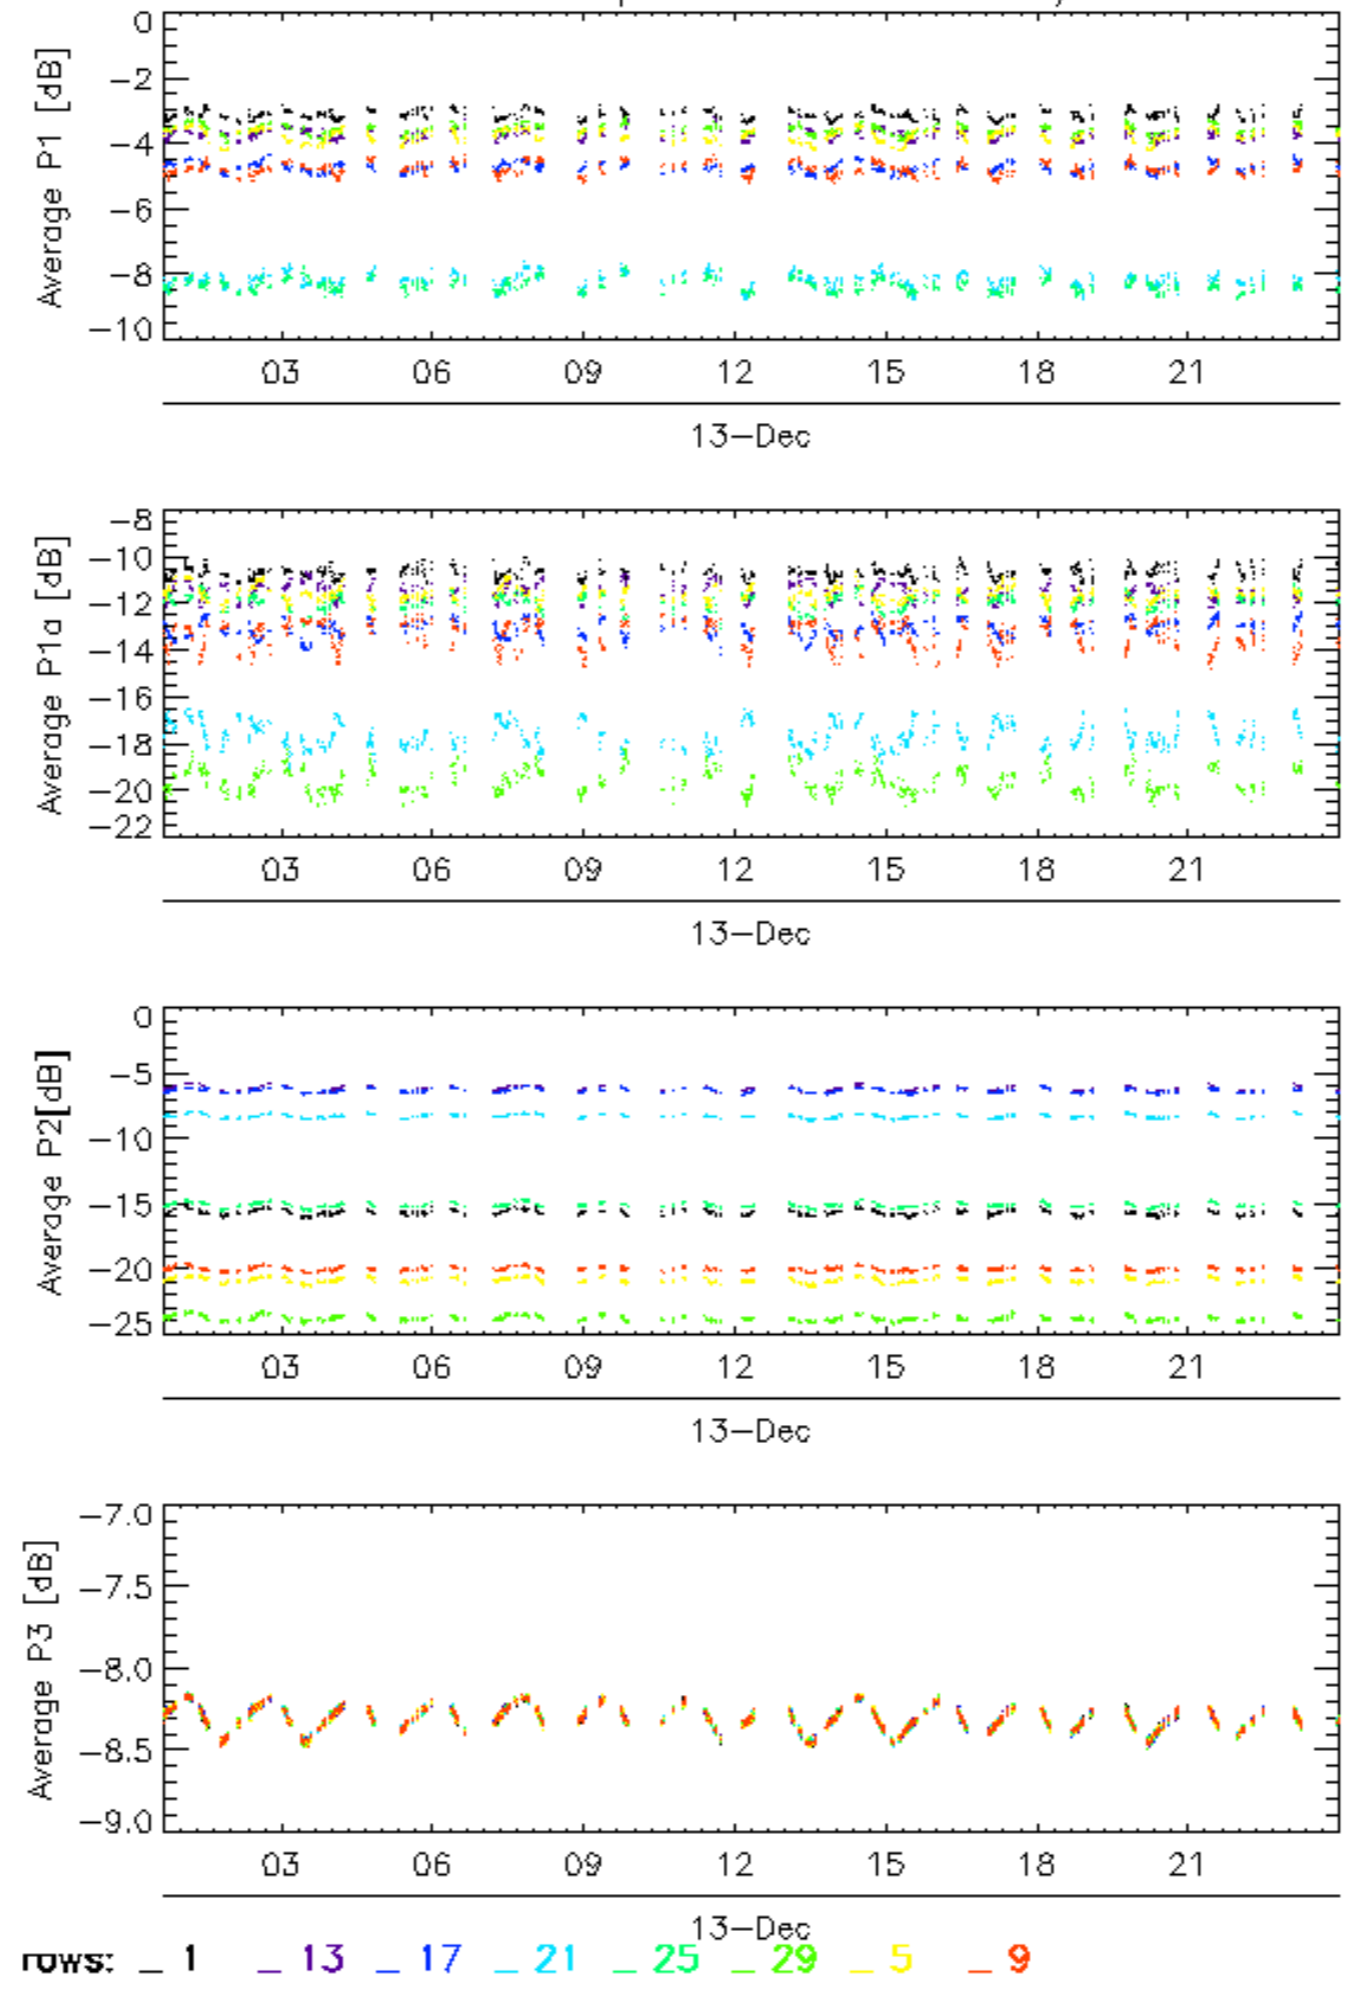 Average P1 [dB]
0
−2
−4
−6
−8
−10
03 06 09 12 15 18 21
13−Dec
Average P1a [dB]
−8
−10
−12
−14
−16
−18
−20
−22
03 06 09 12 15 18 21
13−Dec
Average P2[dB]
0
−5
−10
−15
−20
−25
03 06 09 12 15 18 21
13−Dec
Average P3 [dB]
−7.0
−7.5
−8.0
−8.5
−9.0
03 06 09 12 15 18 21
13−Dec
rows: _ 1 _ 13 _ 17 _ 21 _ 25 _ 29 _ 5 _ 9